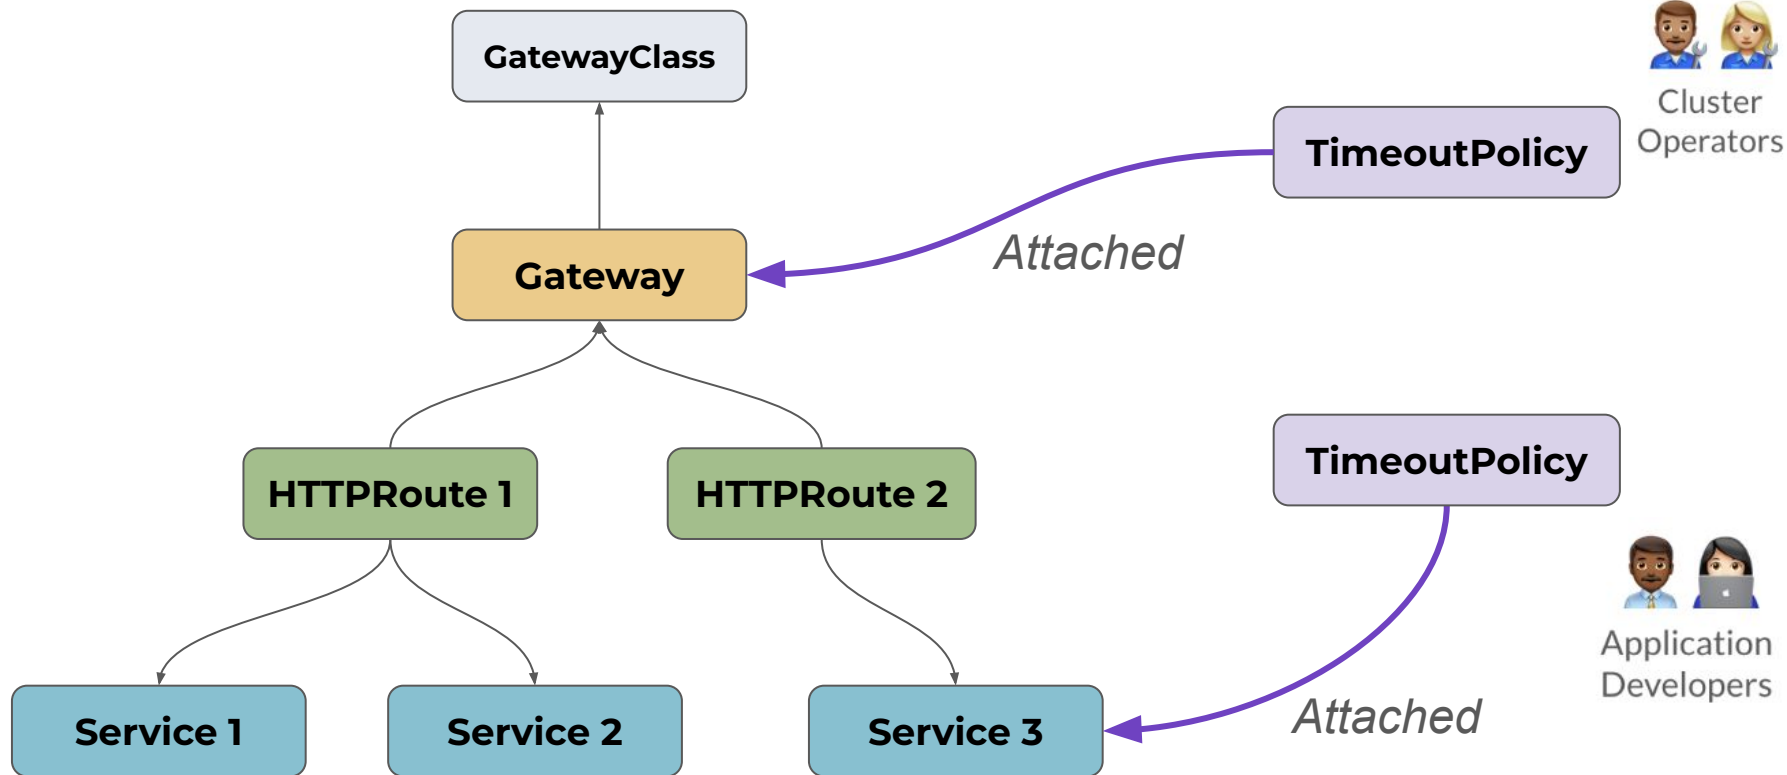 GatewayClass
Cluster
Operators
TimeoutPolicy
Attached
Gateway
TimeoutPolicy
HTTPRoute 1
HTTPRoute 2
Application
Developers
Attached
Service 1
Service 2
Service 3